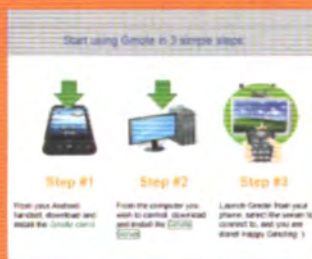 Start using Gmote in 3 simple steps:
Step #1
Step #2
Step #3
From your Android
handset, download and
install the Gmote client
From the computer you
wish to control, download
and install the Gmote
server
Launch Gmote from your
phone, select the server to
connect to, and you are
done! Happy Gmoting :)